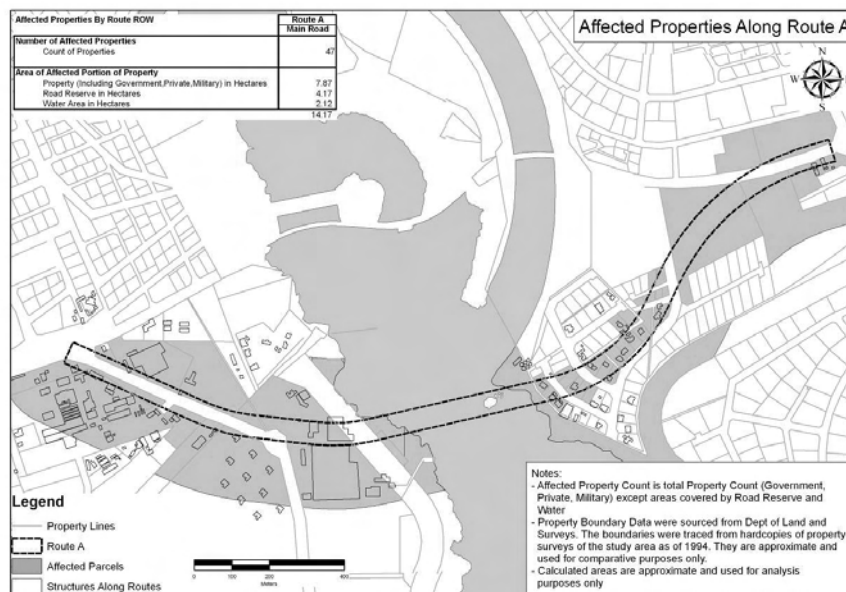 Affected Properties By Route ROW
Route A
Main Road
Number of Affected Properties
Count of Properties 47
Area of Affected Portion of Property
Property (Including Government,Private,Military) in Hectares 7.87
Road Reserve in Hectares 4.17
Water Area in Hectares 2.12
14.17
Affected Properties Along Route A
N
W E
S
Legend
Property Lines
Route A
Affected Parcels
Structures Along Routes
0 100 200 400
Meters
Notes:
- Affected Property Count is total Property Count (Government,
Private, Military) except areas covered by Road Reserve and
Water
- Property Boundary Data were sourced from Dept of Land and
Surveys. The boundaries were traced from hardcopies of property
surveys of the study area as of 1994. They are approximate and
used for comparative purposes only.
- Calculated areas are approximate and used for analysis
purposes only